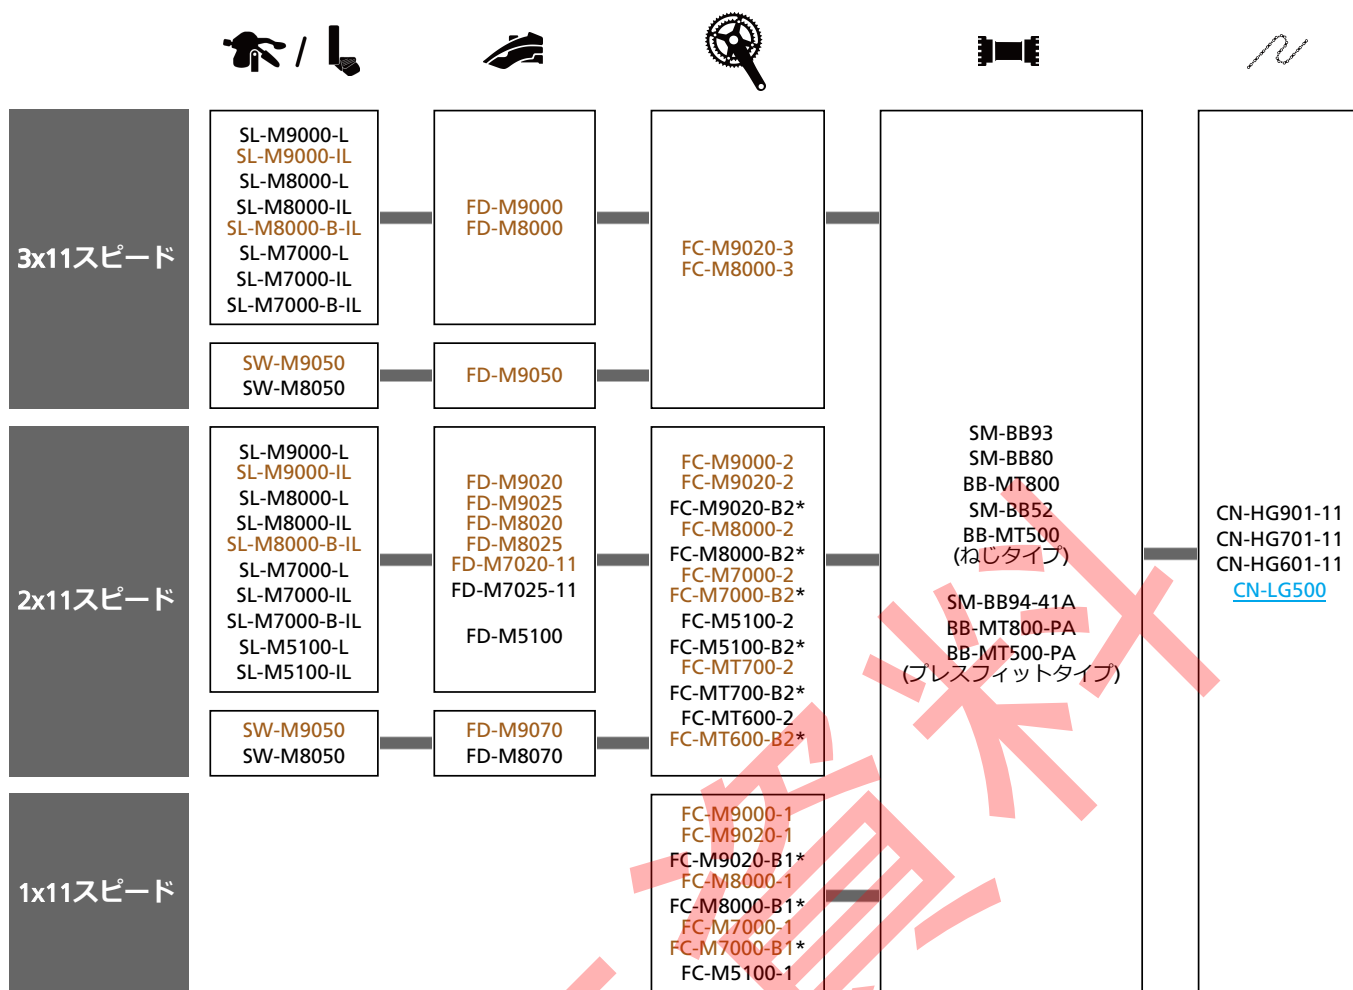 3x11スピード
SL-M9000-L
SL-M9000-IL
SL-M8000-L
SL-M8000-IL
SL-M8000-B-IL
SL-M7000-L
SL-M7000-IL
SL-M7000-B-IL
FD-M9000
FD-M8000
FC-M9020-3
FC-M8000-3
SW-M9050
SW-M8050
FD-M9050
2x11スピード
SL-M9000-L
SL-M9000-IL
SL-M8000-L
SL-M8000-IL
SL-M8000-B-IL
SL-M7000-L
SL-M7000-IL
SL-M7000-B-IL
SL-M5100-L
SL-M5100-IL
FD-M9020
FD-M9025
FD-M8020
FD-M8025
FD-M7020-11
FD-M7025-11
FD-M5100
SW-M9050
SW-M8050
FD-M9070
FD-M8070
FC-M9000-2
FC-M9020-2
FC-M9020-B2*
FC-M8000-2
FC-M8000-B2*
FC-M7000-2
FC-M7000-B2*
FC-M5100-2
FC-M5100-B2*
FC-MT700-2
FC-MT700-B2*
FC-MT600-2
FC-MT600-B2*
1x11スピード
FC-M9000-1
FC-M9020-1
FC-M9020-B1*
FC-M8000-1
FC-M8000-B1*
FC-M7000-1
FC-M7000-B1*
FC-M5100-1
SM-BB93
SM-BB80
BB-MT800
SM-BB52
BB-MT500
(ねじタイプ)
SM-BB94-41A
BB-MT800-PA
BB-MT500-PA
(プレスフィットタイプ)
CN-HG901-11
CN-HG701-11
CN-HG601-11
CN-LG500
資料